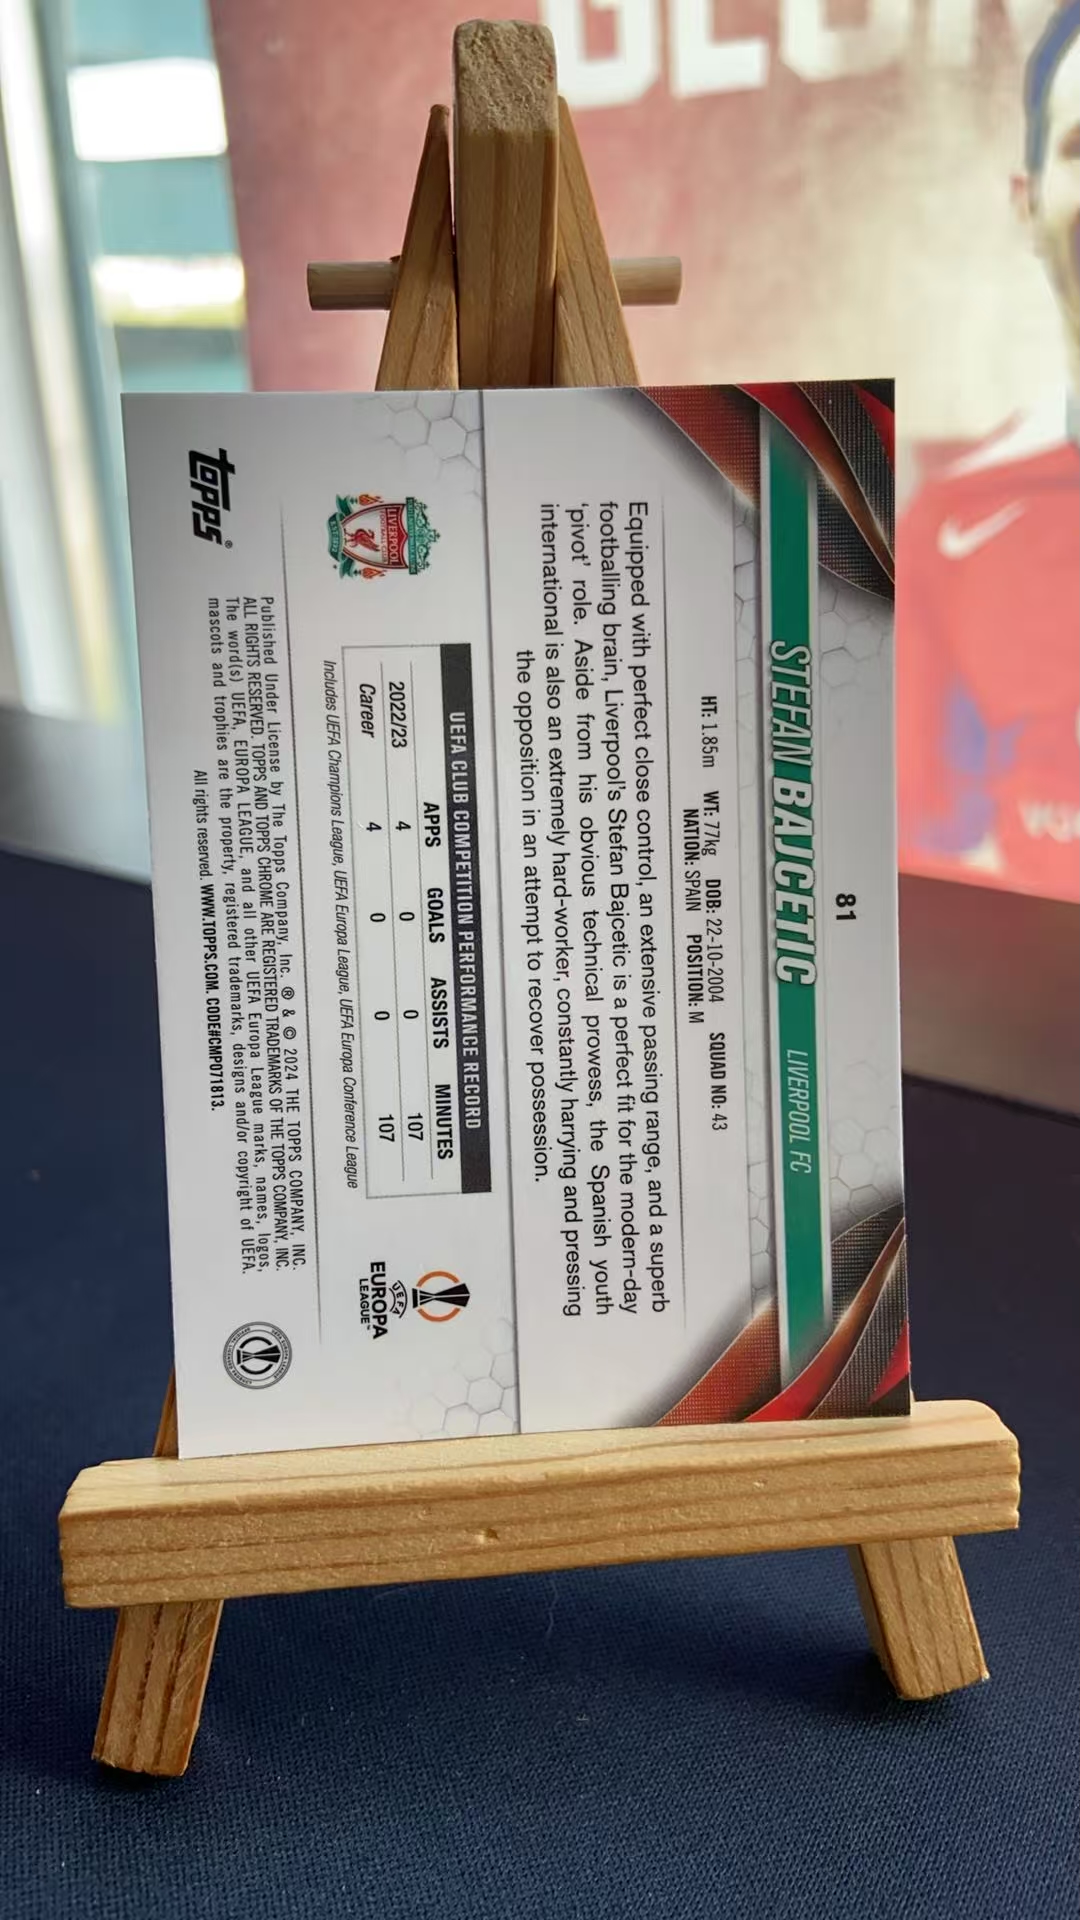 81
STEFAN BAJCETIC LIVERPOOL FC
HT: 1.85m WT: 77kg DOB: 22-10-2004 SQUAD NO: 43
NATION: SPAIN POSITION: M
Equipped with perfect close control, an extensive passing range, and a superb
footballing brain, Liverpool's Stefan Bajcetic is a perfect fit for the modern-day
'pivot' role. Aside from his obvious technical prowess, the Spanish youth
international is also an extremely hard-worker, constantly harrying and pressing
the opposition in an attempt to recover possession.
UEFA CLUB COMPETITION PERFORMANCE RECORD
APPS GOALS ASSISTS MINUTES
2022/23 4 0 0 107
Career 4 0 0 107
Includes UEFA Champions League, UEFA Europa League, UEFA Europa Conference League
LIVERPOOL
FOOTBALL CLUB
UEFA
EUROPA
LEAGUE™
topps®
Published Under License by The Topps Company, Inc. ® & © 2024 THE TOPPS COMPANY, INC.
ALL RIGHTS RESERVED. TOPPS AND TOPPS CHROME ARE REGISTERED TRADEMARKS OF THE TOPPS COMPANY, INC.
The word(s) UEFA, EUROPA LEAGUE, and all other UEFA Europa League marks, names, logos,
mascots and trophies are the property, registered trademarks, designs and/or copyright of UEFA.
All rights reserved. WWW.TOPPS.COM. CODE#CMP071813.